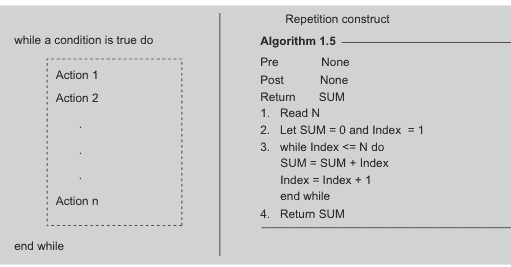 while a condition is true do
Action 1
Action 2
.
.
.
Action n
end while
Repetition construct
Algorithm 1.5
Pre None
Post None
Return SUM
1. Read N
2. Let SUM = 0 and Index = 1
3. while Index <= N do
SUM = SUM + Index
Index = Index + 1
end while
4. Return SUM